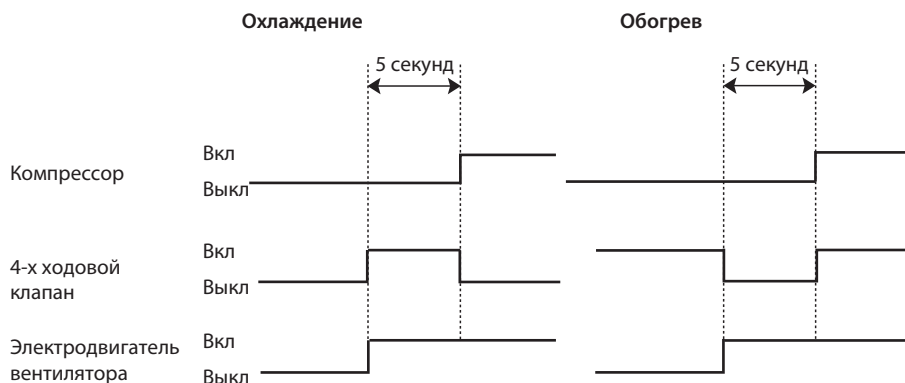 Охлаждение
Обогрев
5 секунд
5 секунд
Компрессор
Вкл
Выкл
4-х ходовой
клапан
Вкл
Выкл
Электродвигатель
вентилятора
Вкл
Выкл